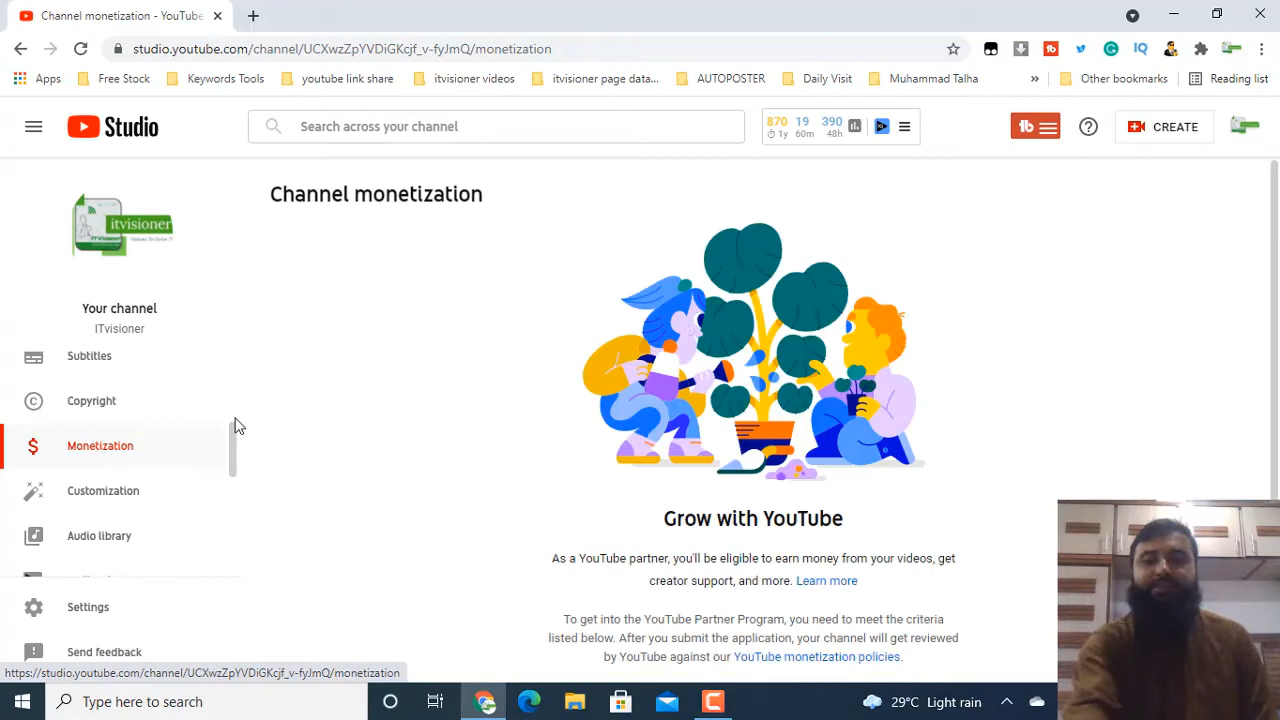 Channel monetization - YouTube
studio.youtube.com/channel/UCXwzZpYVDiGKcjf_v-fyJmQ/monetization
IQ
Apps
Free Stock
Keywords Tools
youtube link share
itvisioner videos
itvisioner page data...
AUTOPOSTER
Daily Visit
Muhammad Talha
»
Other bookmarks
Reading list
Studio
Search across your channel
870 19 390
1y 60m 48h
tb
CREATE
Channel monetization
itvisioner
Your channel
ITvisioner
Subtitles
Copyright
Monetization
Customization
Audio library
Settings
Send feedback
Grow with YouTube
As a YouTube partner, you'll be eligible to earn money from your videos, get
creator support, and more. Learn more
To get into the YouTube Partner Program, you need to meet the criteria
listed below. After you submit the application, your channel will get reviewed
by YouTube against our YouTube monetization policies.
https://studio.youtube.com/channel/UCXwzZpYVDiGKcjf_v-fyJmQ/monetization
Type here to search
29°C Light rain